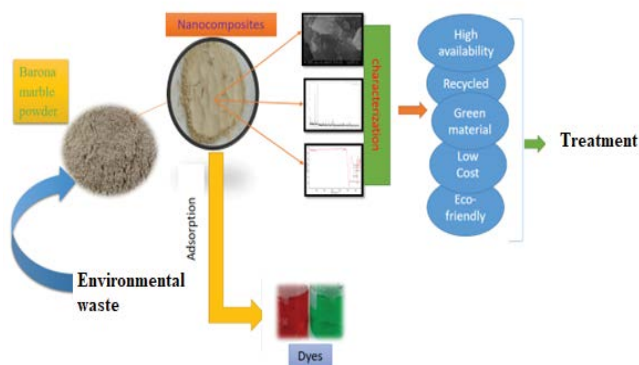 Nanocomposites
Barona
marble
powder
characterization
High
availability
Recycled
Green
material
Low
Cost
Eco-
friendly
Treatment
Adsorption
Environmental
waste
Dyes